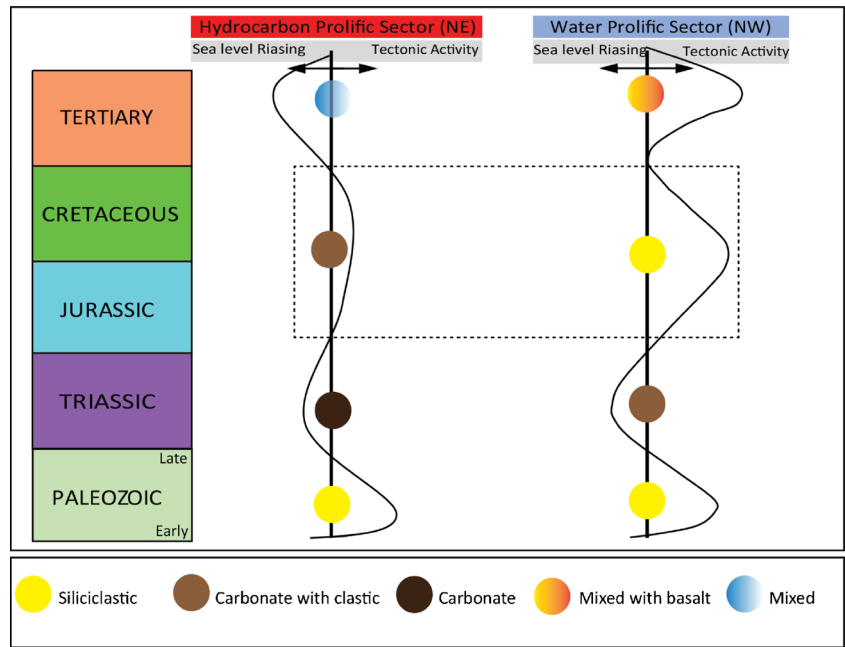 Hydrocarbon Prolific Sector (NE)
Water Prolific Sector (NW)
Sea level Riasing
Tectonic Activity
Sea level Riasing
Tectonic Activity
TERTIARY
CRETACEOUS
JURASSIC
TRIASSIC
Late
PALEOZOIC
Early
Siliciclastic
Carbonate with clastic
Carbonate
Mixed with basalt
Mixed